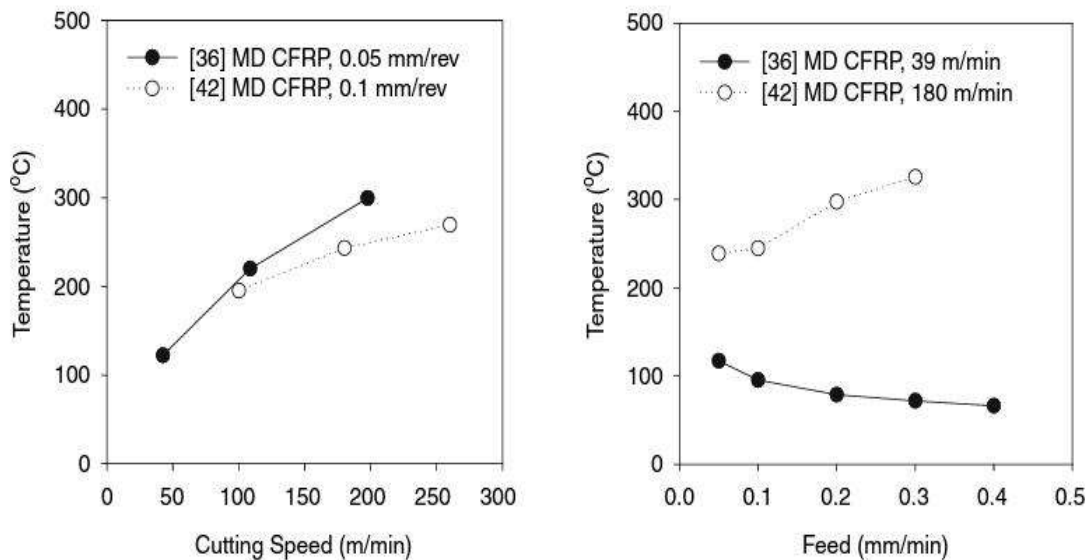 500
400
300
200
100
0
Temperature (°C)
[36] MD CFRP, 0.05 mm/rev
[42] MD CFRP, 0.1 mm/rev
0 50 100 150 200 250 300
Cutting Speed (m/min)
500
400
300
200
100
0
Temperature (°C)
[36] MD CFRP, 39 m/min
[42] MD CFRP, 180 m/min
0.0 0.1 0.2 0.3 0.4 0.5
Feed (mm/rev)